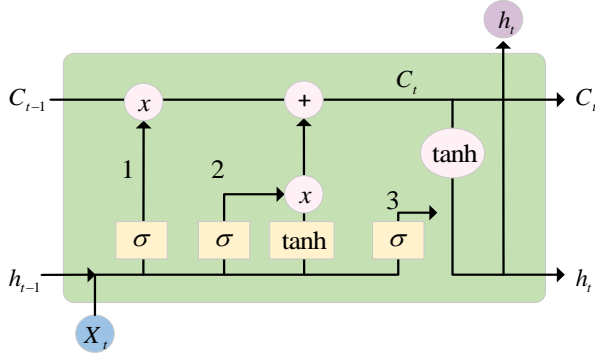 h_t
C_{t-1}
x
+
C_t
C_t
1
2
x
tanh
3
σ
σ
tanh
σ
h_{t-1}
h_t
X_t